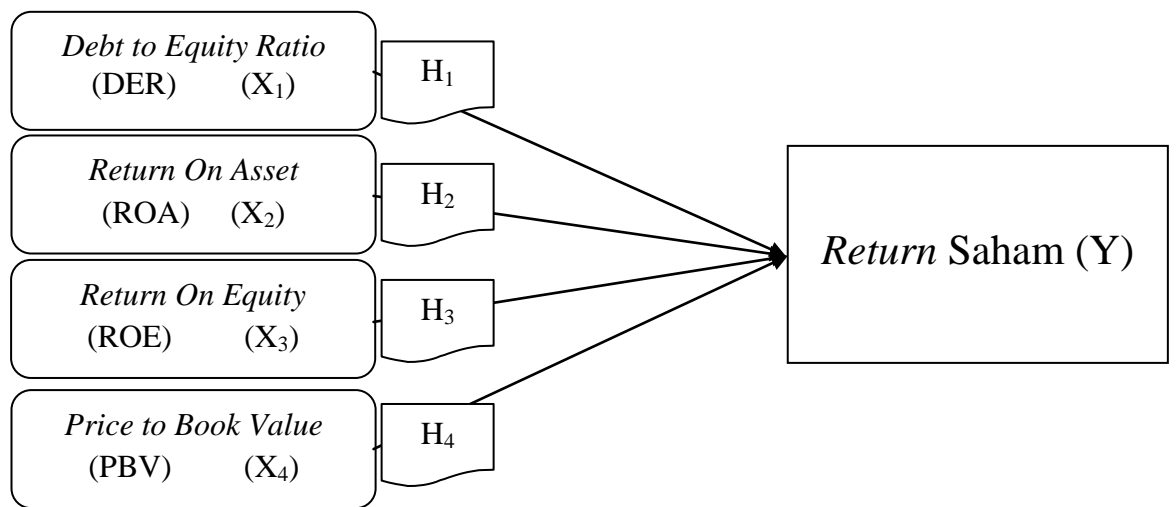 Debt to Equity Ratio
(DER) (X₁)
H₁
Return On Asset
(ROA) (X₂)
H₂
Return On Equity
(ROE) (X₃)
H₃
Price to Book Value
(PBV) (X₄)
H₄
Return Saham (Y)